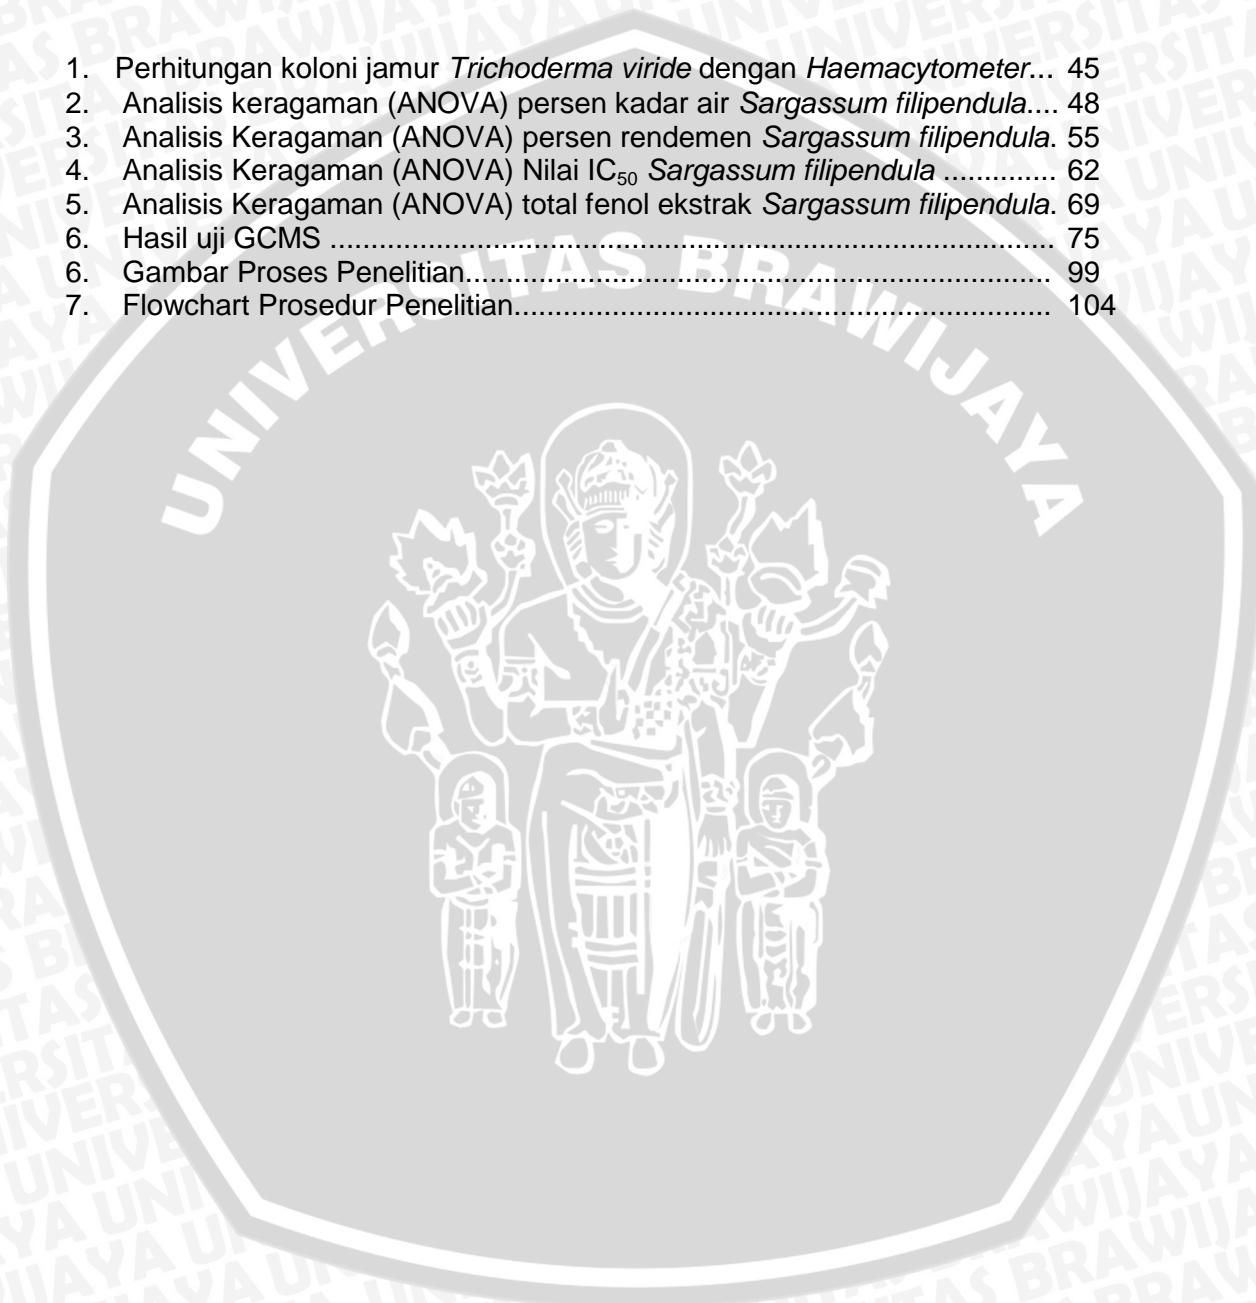 1. Perhitungan koloni jamur Trichoderma viride dengan Haemacytometer... 45
2. Analisis keragaman (ANOVA) persen kadar air Sargassum filipendula.... 48
3. Analisis Keragaman (ANOVA) persen rendemen Sargassum filipendula. 55
4. Analisis Keragaman (ANOVA) Nilai IC50 Sargassum filipendula .............. 62
5. Analisis Keragaman (ANOVA) total fenol ekstrak Sargassum filipendula. 69
6. Hasil uji GCMS ........................................................................................ 75
6. Gambar Proses Penelitian....................................................................... 99
7. Flowchart Prosedur Penelitian................................................................. 104
UNIVERSITAS BRAWIJAYA